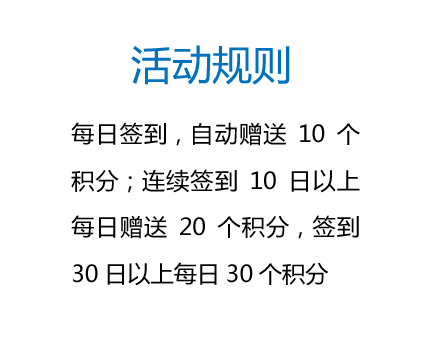 活动规则
每日签到，自动赠送 10 个
积分；连续签到 10 日以上
每日赠送 20 个积分，签到
30 日以上每日 30 个积分